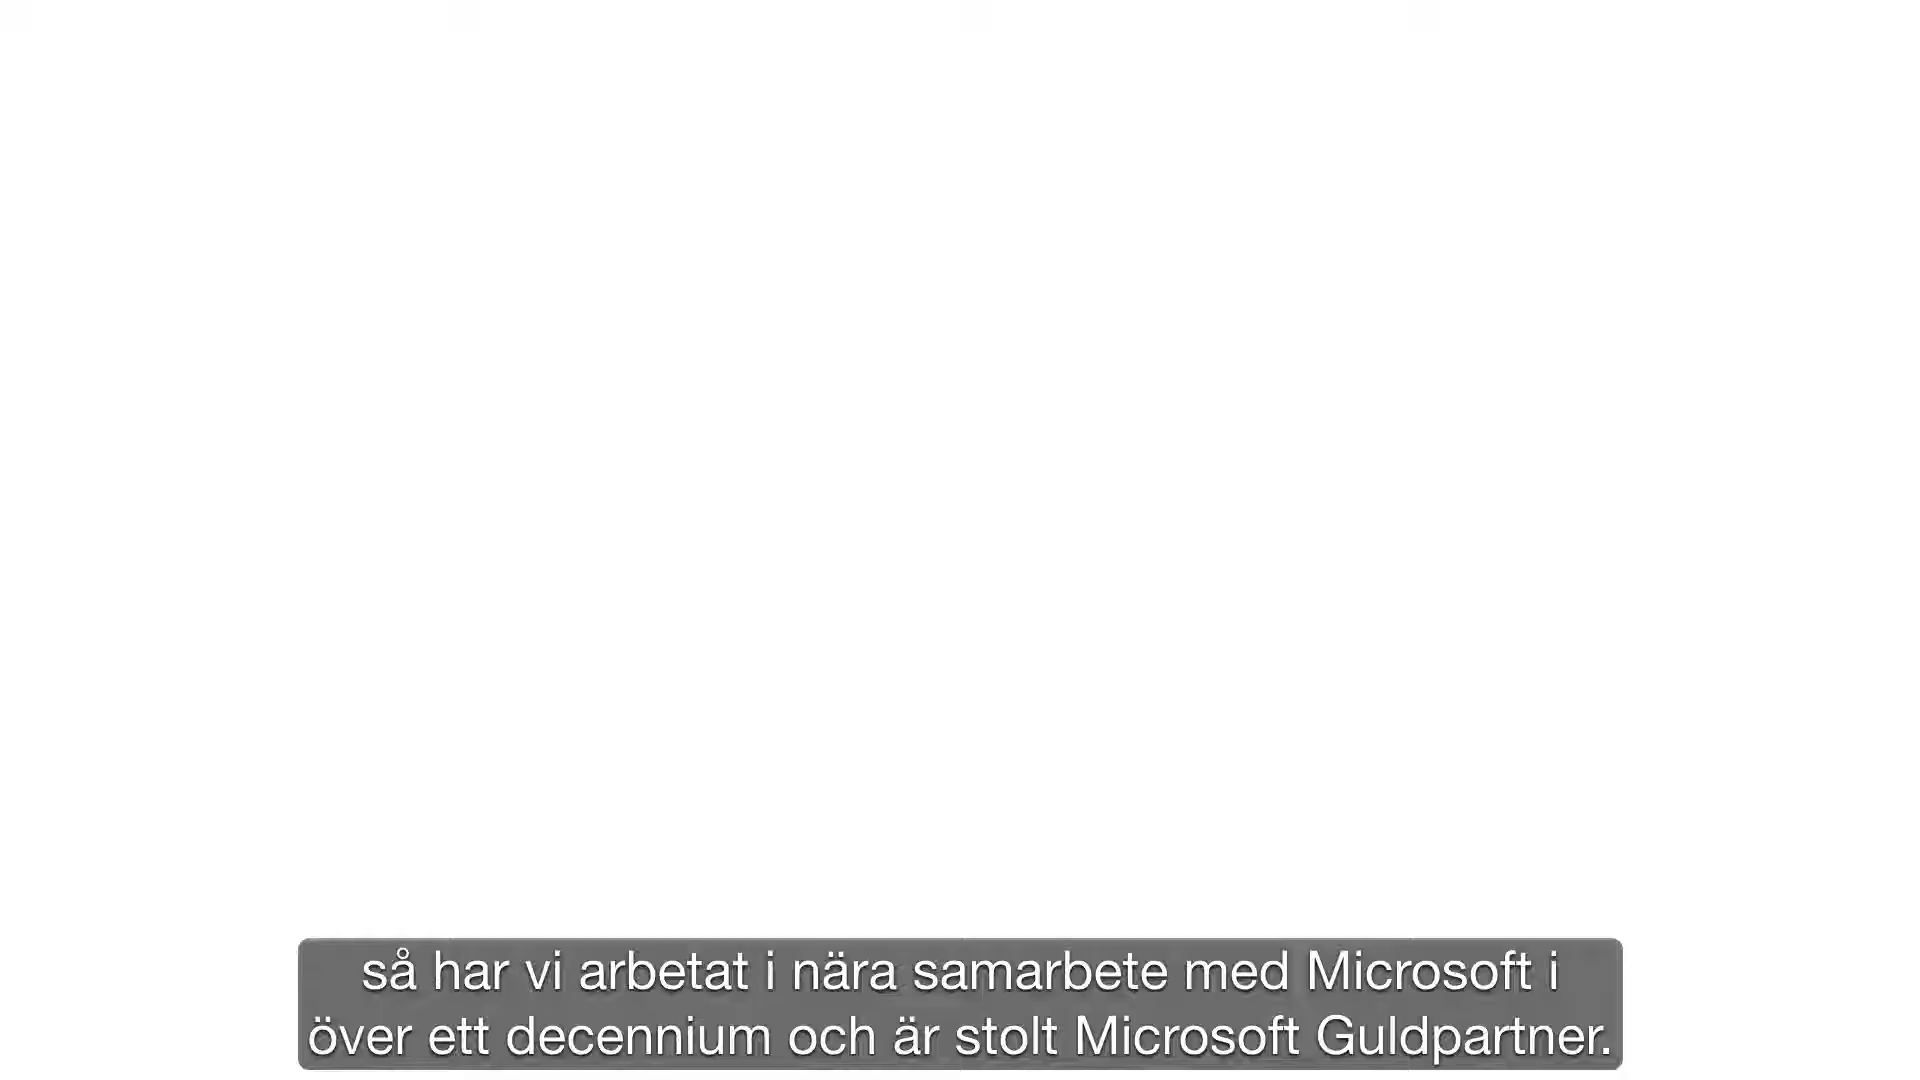 så har vi arbetat i nära samarbete med Microsoft i
över ett decennium och är stolt Microsoft Guldpartner.